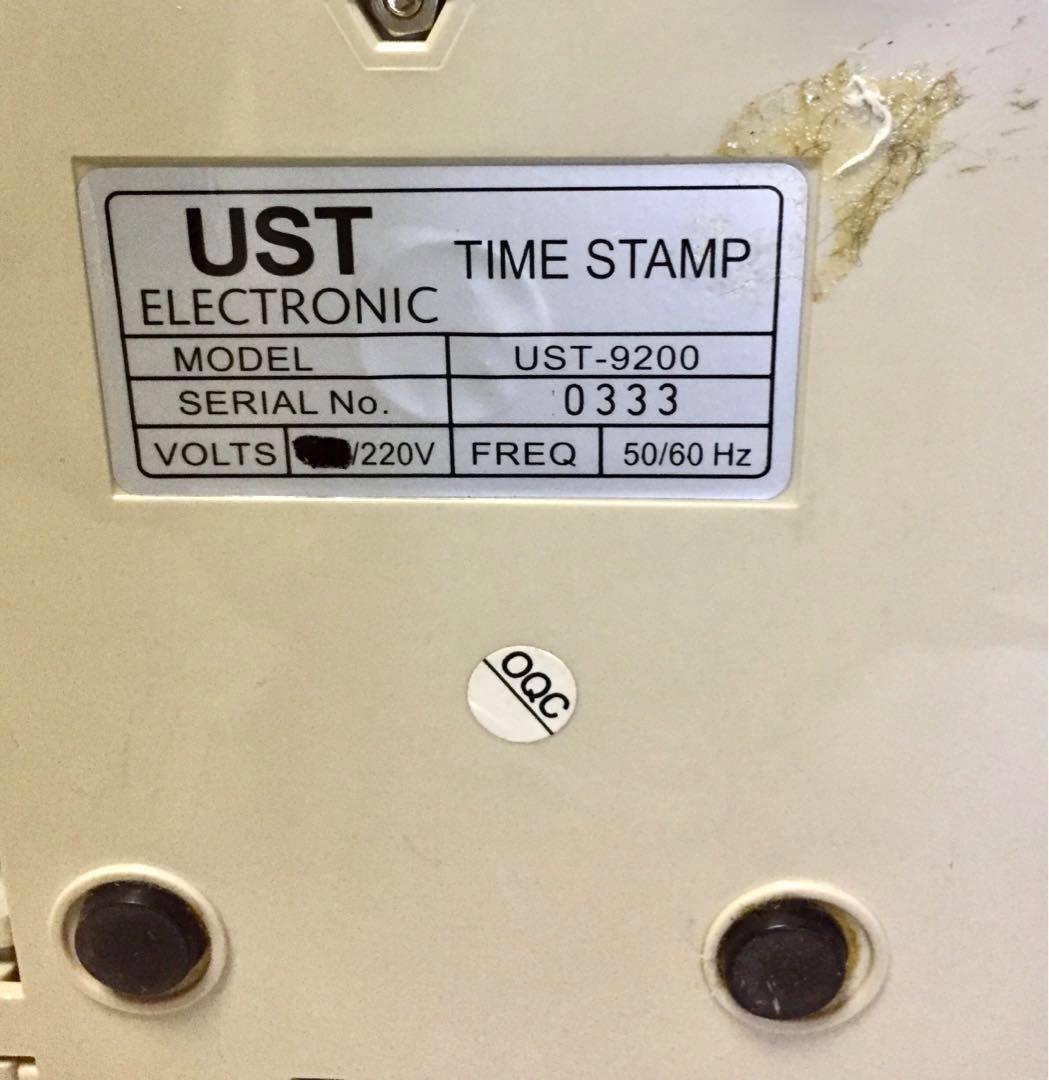 UST
TIME STAMP
ELECTRONIC
MODEL UST-9200
SERIAL No. 0333
VOLTS /220V FREQ 50/60 Hz
OQC